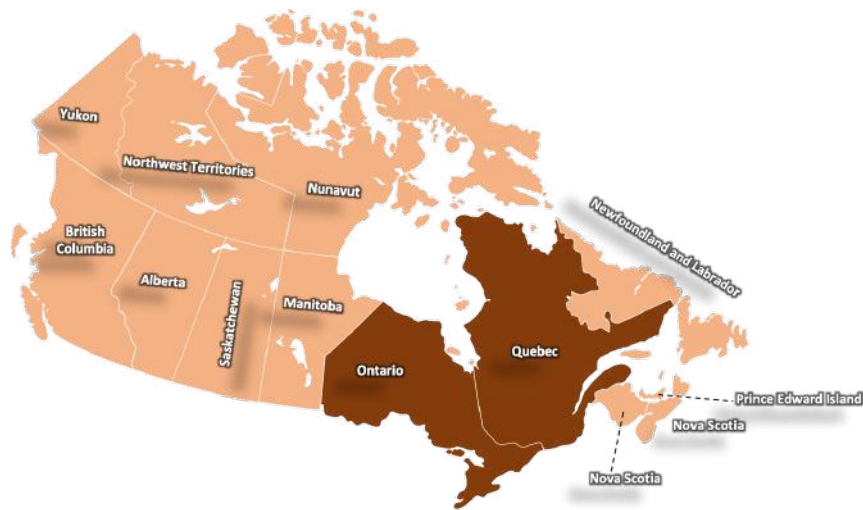 Yukon
Northwest Territories
Nunavut
British
Columbia
Alberta
Saskatchewan
Manitoba
Ontario
Quebec
Newfoundland and Labrador
Prince Edward Island
Nova Scotia
Nova Scotia